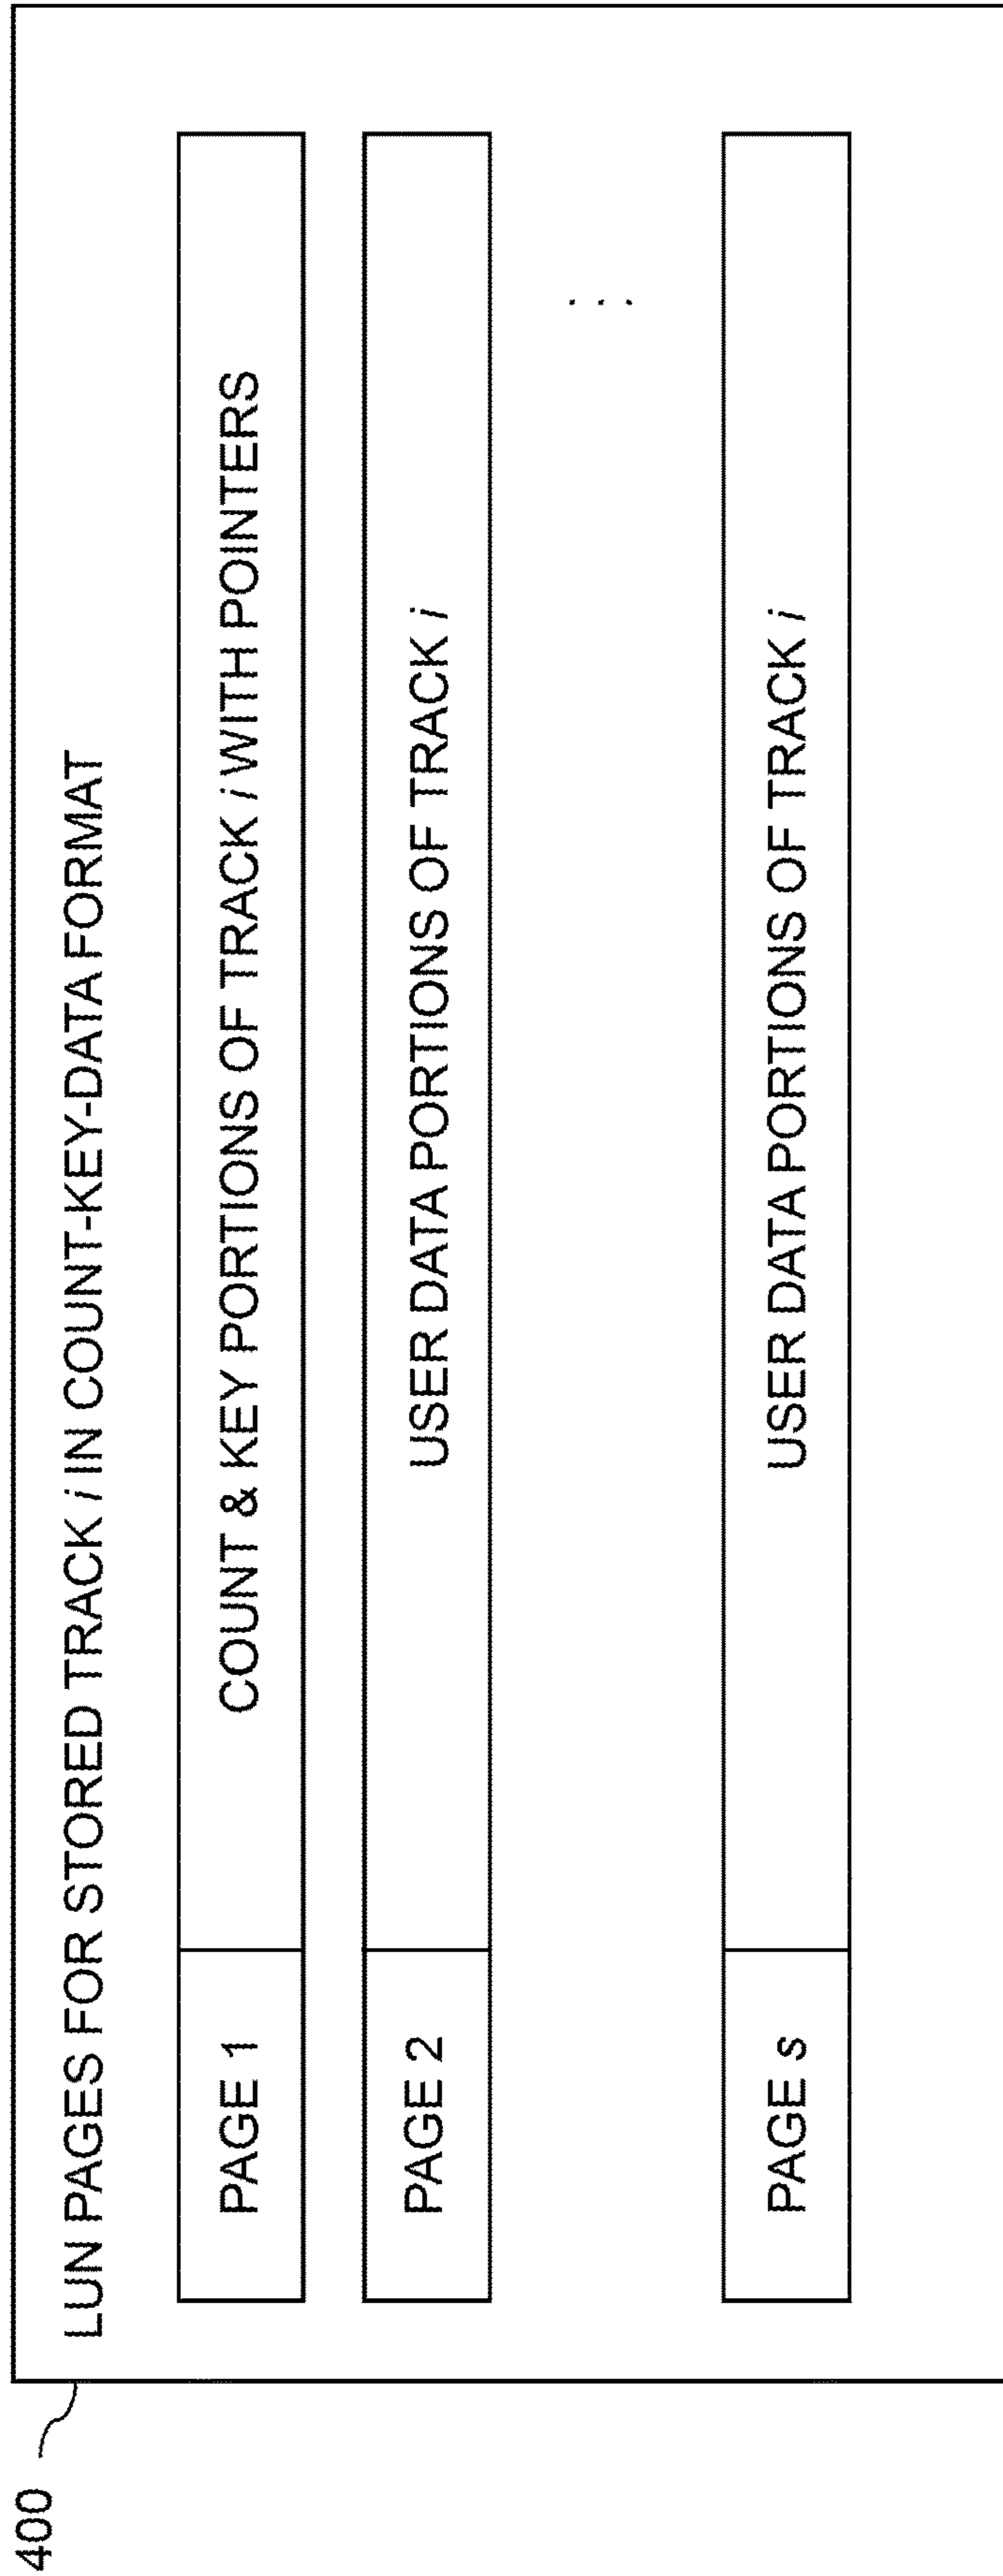 400
LUN PAGES FOR STORED TRACK i IN COUNT-KEY-DATA FORMAT
PAGE 1
COUNT & KEY PORTIONS OF TRACK i WITH POINTERS
PAGE 2
USER DATA PORTIONS OF TRACK i
. . .
PAGE s
USER DATA PORTIONS OF TRACK i